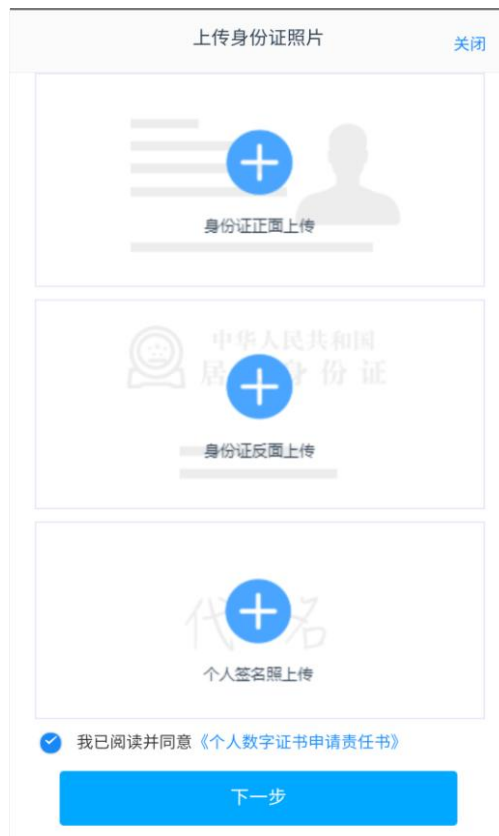 上传身份证照片
关闭
身份证正面上传
中华人民共和国
居 身份证
身份证反面上传
代 名
个人签名照上传
我已阅读并同意《个人数字证书申请责任书》
下一步